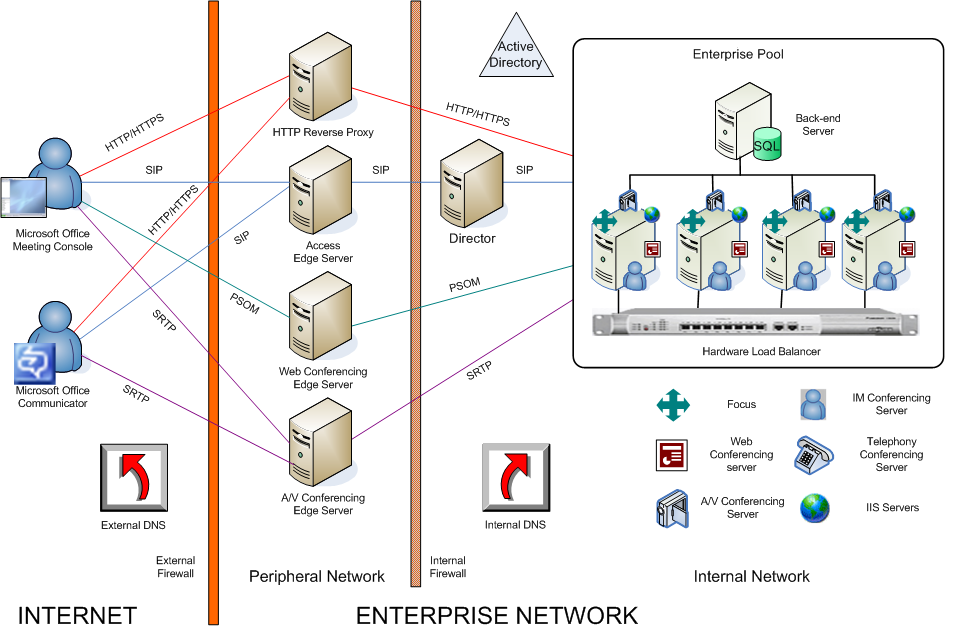 Active
Directory
Enterprise Pool
HTTP/HTTPS
HTTP Reverse Proxy
HTTP/HTTPS
Back-end
Server
SQL
SIP
SIP
SIP
Microsoft Office
Meeting Console
HTTP/HTTPS
SIP
Access
Edge Server
Director
PSOM
PSOM
SRTP
Web Conferencing
Edge Server
Hardware Load Balancer
Microsoft Office
Communicator
SRTP
SRTP
Focus
IM Conferencing
Server
Web
Conferencing
server
Telephony
Conferencing
Server
A/V Conferencing
Edge Server
A/V Conferencing
Server
IIS Servers
External DNS
Internal DNS
External
Firewall
Peripheral Network
Internal
Firewall
Internal Network
INTERNET
ENTERPRISE NETWORK